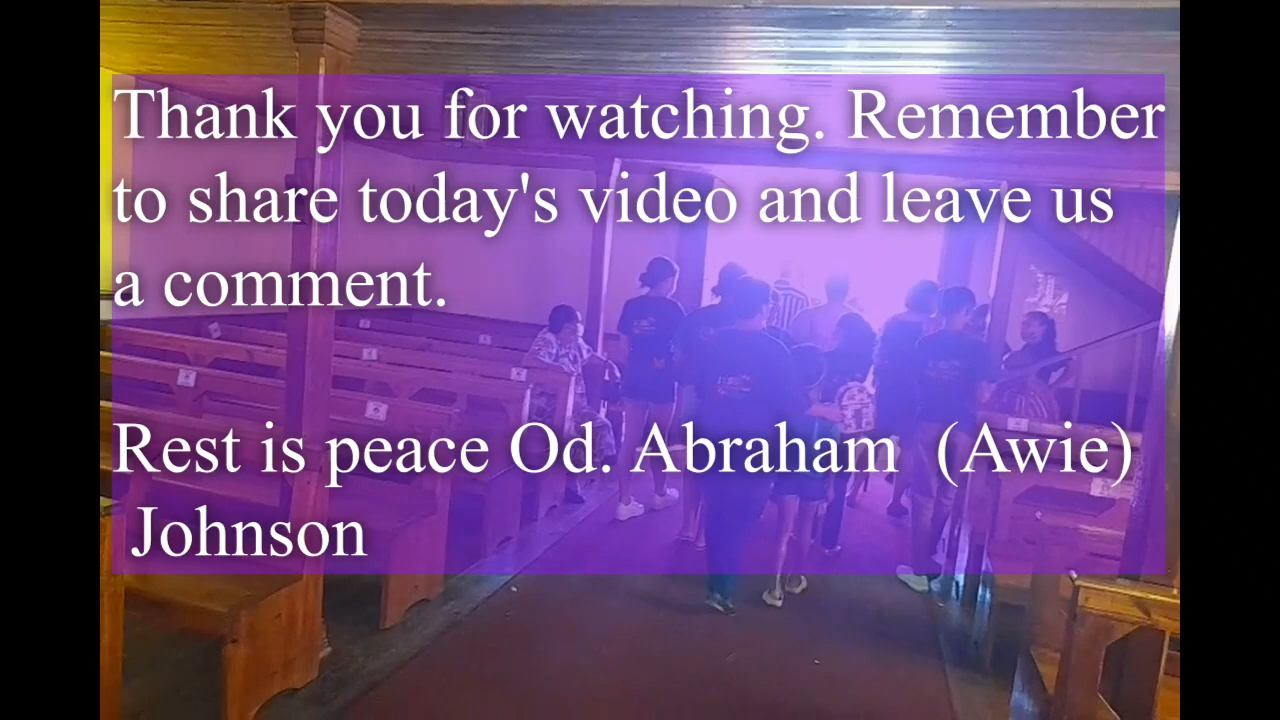 Thank you for watching. Remember
to share today's video and leave us
a comment.
Rest is peace Od. Abraham (Awie)
Johnson